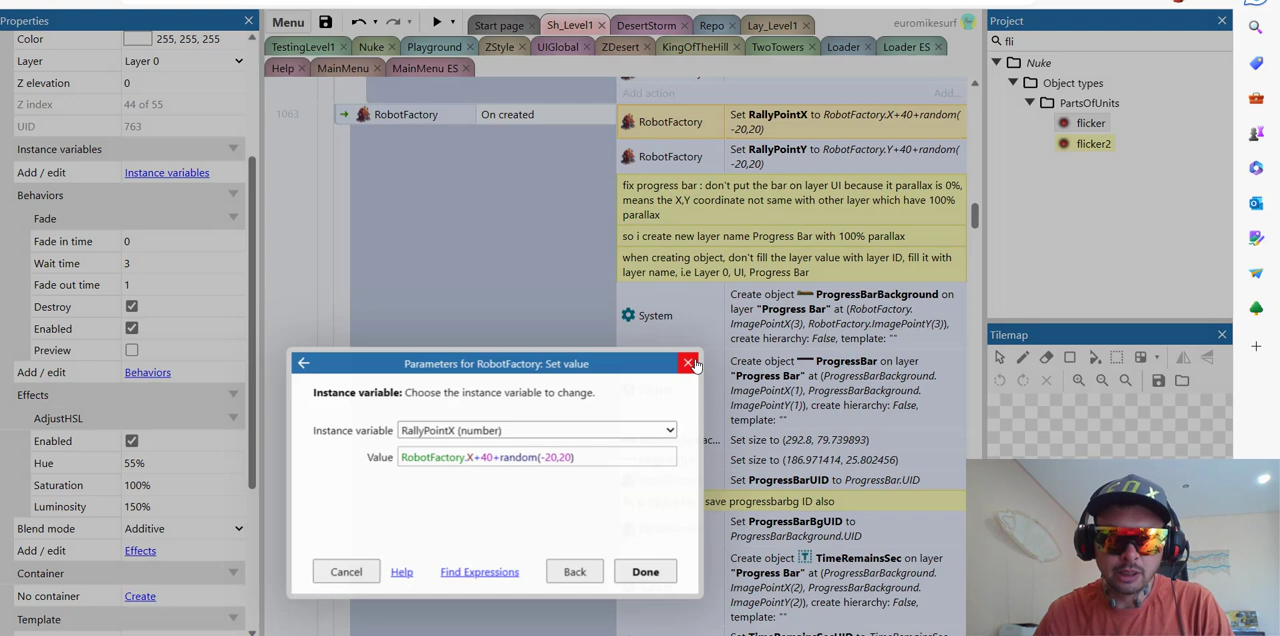 Properties
Color 255, 255, 255
Layer Layer 0
Z elevation 0
Z index 44 of 55
UID 763
Instance variables
Add / edit Instance variables
Behaviors
Fade
Fade in time 0
Wait time 3
Fade out time 1
Destroy
Enabled
Preview
Add / edit Behaviors
Effects
AdjustHSL
Enabled
Hue 55%
Saturation 100%
Luminosity 150%
Blend mode Additive
Add / edit Effects
Container
No container Create
Template
Menu
Start page Sh_Level1 DesertStorm Repo Lay_Level1
euromikesurf
TestingLevel1 Nuke Playground ZStyle UIGlobal ZDesert KingOfTheHill TwoTowers Loader Loader ES
Help MainMenu MainMenu ES
Add action Add...
1063 RobotFactory On created
RobotFactory Set RallyPointX to RobotFactory.X+40+random(
-20,20)
RobotFactory Set RallyPointY to RobotFactory.Y+40+random(
-20,20)
fix progress bar : don't put the bar on layer UI because it parallax is 0%,
means the X,Y coordinate not same with other layer which have 100%
parallax
so i create new layer name Progress Bar with 100% parallax
when creating object, don't fill the layer value with layer ID, fill it with
layer name, i.e Layer 0, UI, Progress Bar
System Create object ProgressBarBackground on
layer "Progress Bar" at (RobotFactory.
ImagePointX(3), RobotFactory.ImagePointY(3)),
create hierarchy: False, template: ""
Create object ProgressBar on layer
"Progress Bar" at (ProgressBarBackground.
ImagePointX(1), ProgressBarBackground.
ImagePointY(1)), create hierarchy: False,
template: ""
Set size to (292.8, 79.739893)
Set size to (186.971414, 25.802456)
Set ProgressBarUID to ProgressBar.UID
save progressbarbg ID also
Set ProgressBarBgUID to
ProgressBarBackground.UID
Create object TimeRemainsSec on layer
"Progress Bar" at (ProgressBarBackground.
ImagePointX(2), ProgressBarBackground.
ImagePointY(2)), create hierarchy: False,
template: ""
Parameters for RobotFactory: Set value
Instance variable: Choose the instance variable to change.
Instance variable RallyPointX (number)
Value RobotFactory.X+40+random(-20,20)
Cancel Help Find Expressions Back Done
Project
fli
Nuke
Object types
PartsOfUnits
flicker
flicker2
Tilemap